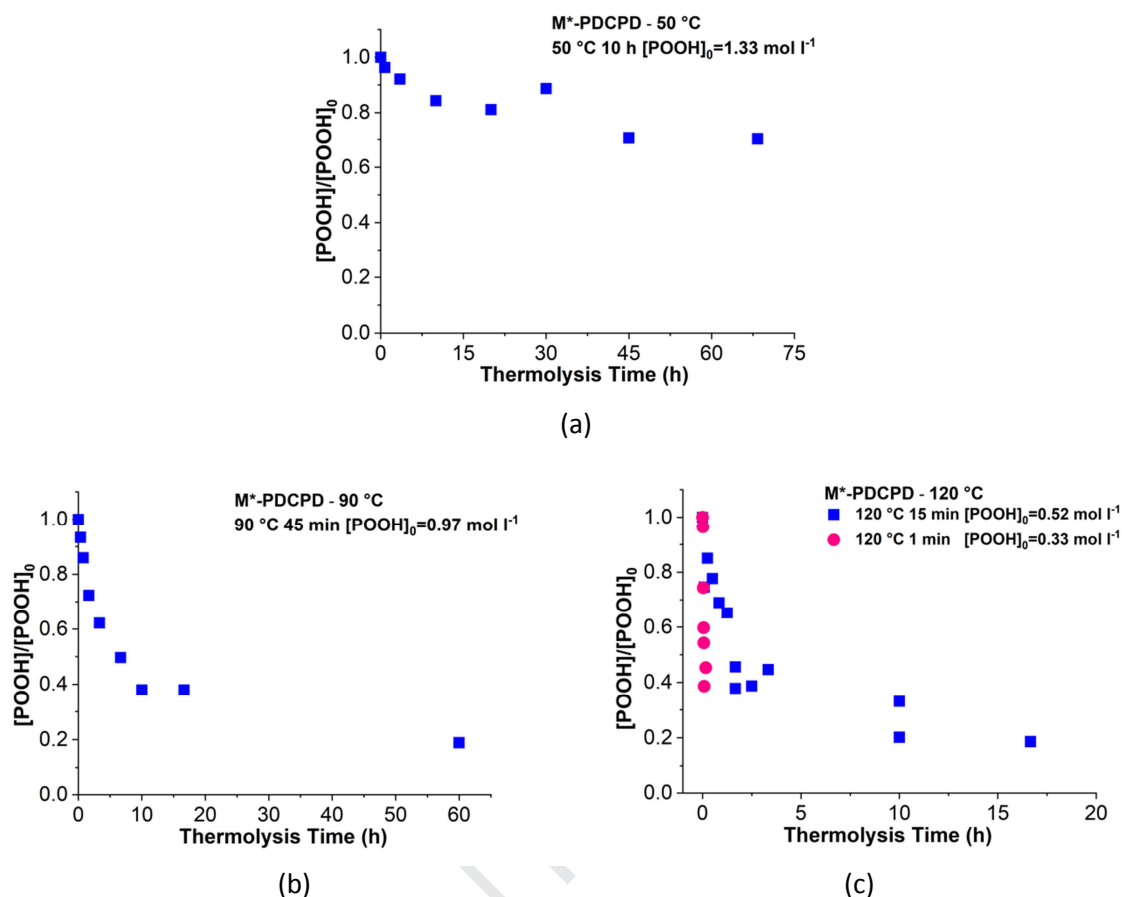 M*-PDCPD - 50 °C
50 °C 10 h [POOH]₀=1.33 mol l⁻¹
[POOH]/[POOH]₀
1.0
0.8
0.6
0.4
0.2
0.0
0 15 30 45 60 75
Thermolysis Time (h)
(a)
M*-PDCPD - 90 °C
90 °C 45 min [POOH]₀=0.97 mol l⁻¹
[POOH]/[POOH]₀
1.0
0.8
0.6
0.4
0.2
0.0
0 10 20 30 40 50 60
Thermolysis Time (h)
(b)
M*-PDCPD - 120 °C
120 °C 15 min [POOH]₀=0.52 mol l⁻¹
120 °C 1 min [POOH]₀=0.33 mol l⁻¹
[POOH]/[POOH]₀
1.0
0.8
0.6
0.4
0.2
0.0
0 5 10 15 20
Thermolysis Time (h)
(c)